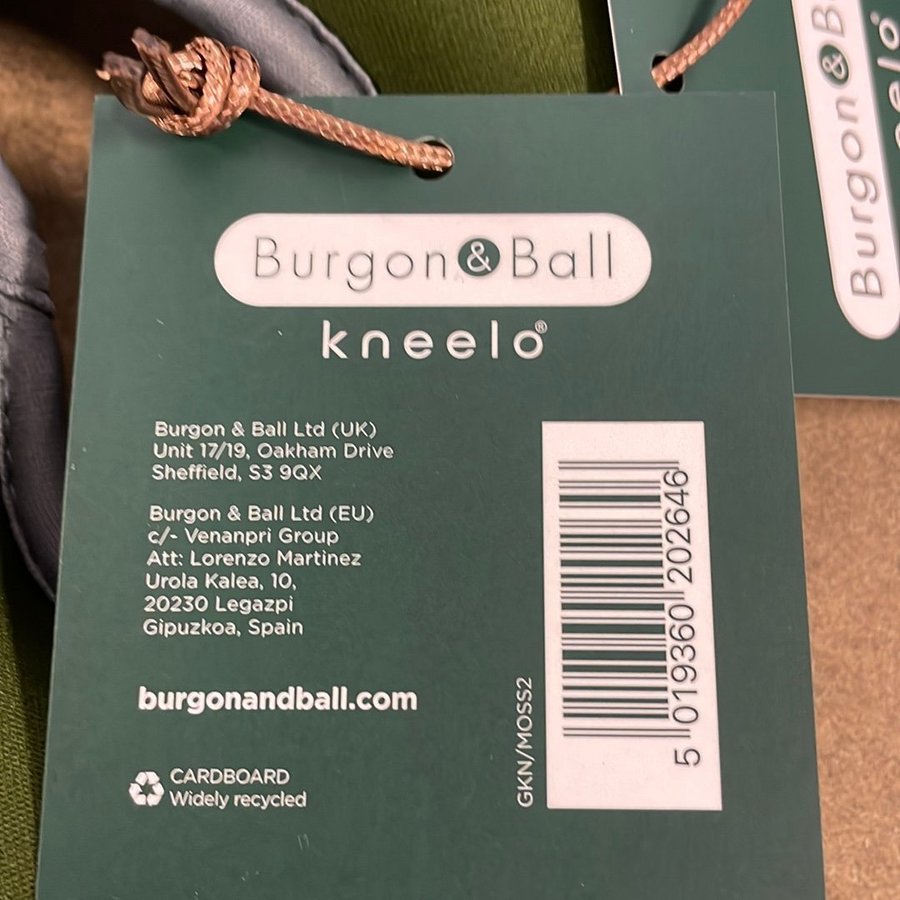 Burgon & Ball
kneelo®
Burgon & Ball Ltd (UK)
Unit 17/19, Oakham Drive
Sheffield, S3 9QX
Burgon & Ball Ltd (EU)
c/- Venanpri Group
Att: Lorenzo Martinez
Urola Kalea, 10,
20230 Legazpi
Gipuzkoa, Spain
burgonandball.com
CARDBOARD
Widely recycled
GKN/MOSS2
5 019360 202646
Burgon & B